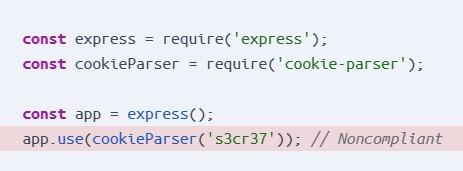 const express = require('express');
const cookieParser = require('cookie-parser');
const app = express();
app.use(cookieParser('s3cr37')); // Noncompliant